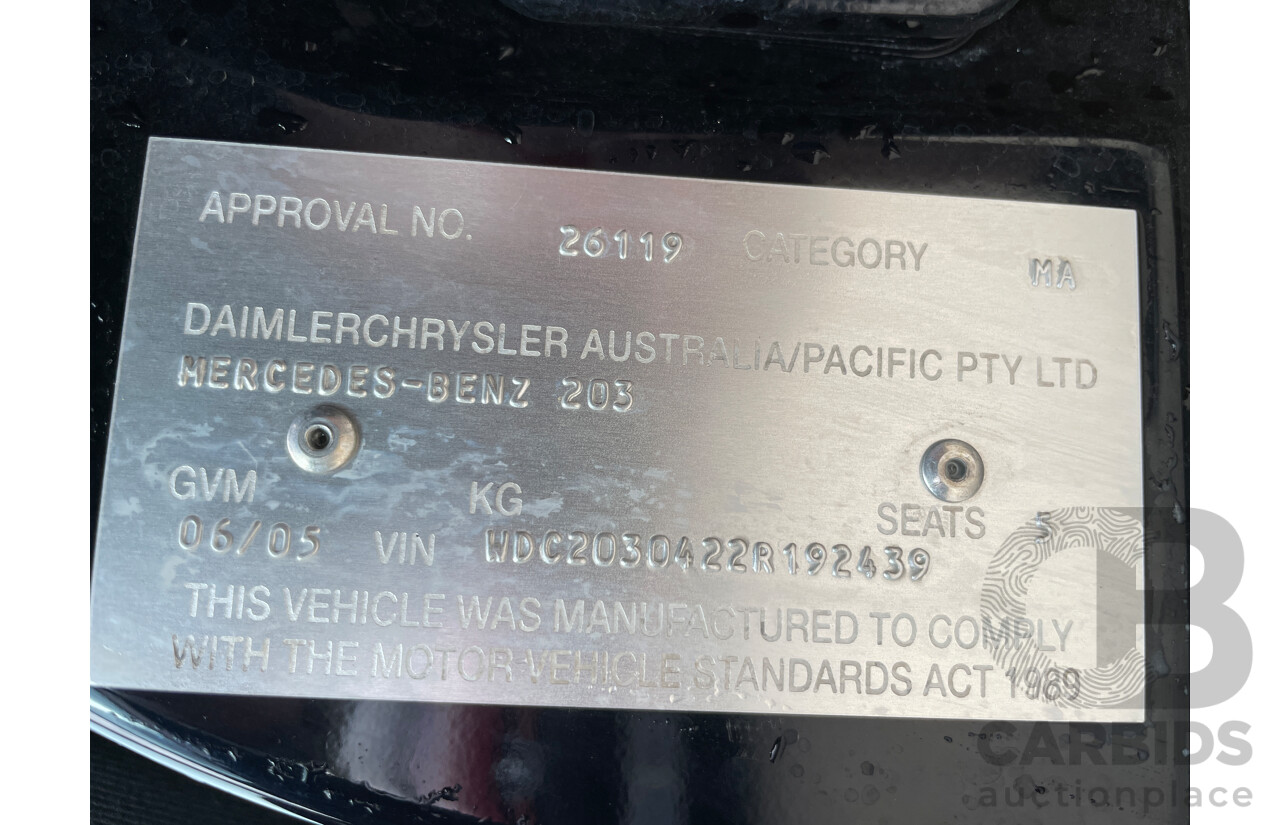 APPROVAL NO. 26119 CATEGORY MA
DAIMLERCHRYSLER AUSTRALIA/PACIFIC PTY LTD
MERCEDES-BENZ 203
GVM KG SEATS 5
06/05 VIN WDC2030422R192439
THIS VEHICLE WAS MANUFACTURED TO COMPLY
WITH THE MOTOR VEHICLE STANDARDS ACT 1989
CB
CARBIDS
auctionplace